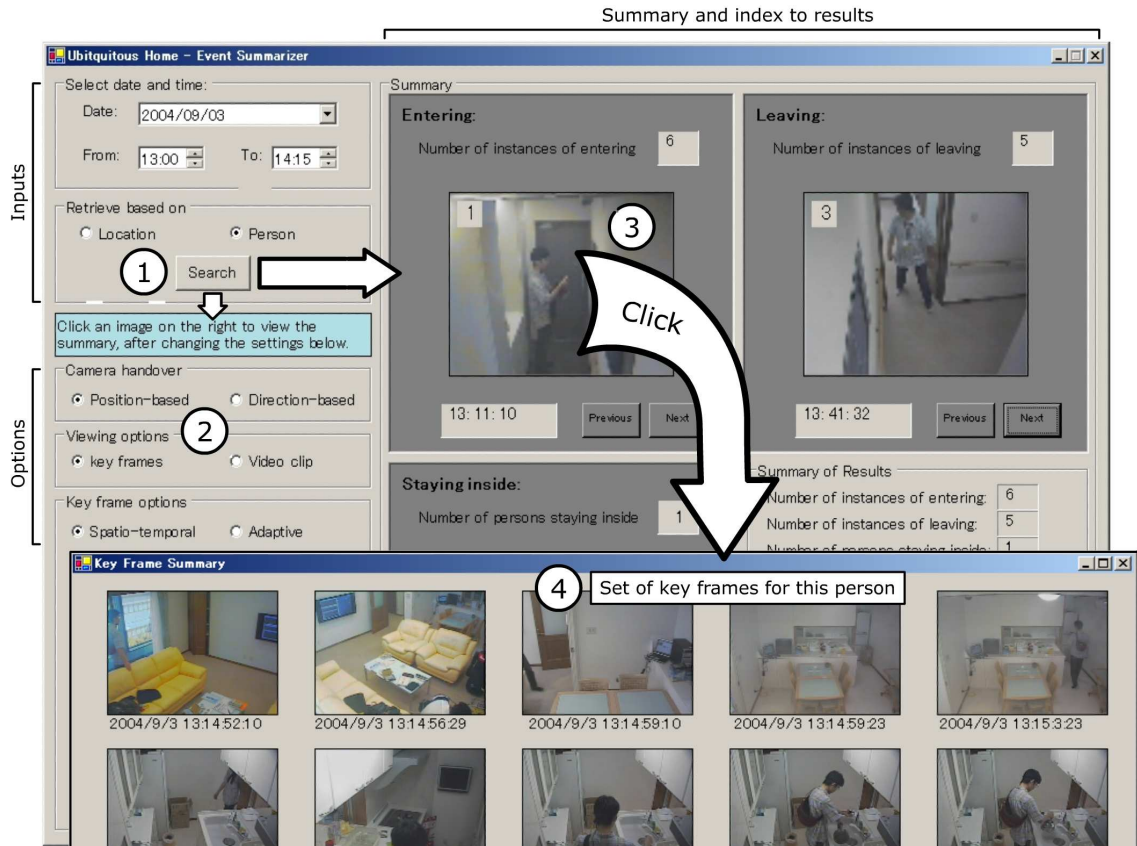 Summary and index to results
Ubitquitous Home - Event Summarizer
Inputs
Select date and time:
Date: 2004/09/03
From: 13:00 To: 14:15
Retrieve based on
Location Person
1 Search
Click an image on the right to view the
summary, after changing the settings below.
Options
Camera handover
Position-based Direction-based
2
Viewing options
key frames Video clip
Key frame options
Spatio-temporal Adaptive
Summary
Entering:
Number of instances of entering 6
1
3
Click
13: 11: 10 Previous Next
Leaving:
Number of instances of leaving 5
3
13: 41: 32 Previous Next
Staying inside:
Number of persons staying inside 1
Summary of Results
Number of instances of entering: 6
Number of instances of leaving: 5
Number of persons staying inside: 1
Key Frame Summary
4 Set of key frames for this person
2004/9/3 13:14:52:10 2004/9/3 13:14:56:29 2004/9/3 13:14:59:10 2004/9/3 13:14:59:23 2004/9/3 13:15:3:23